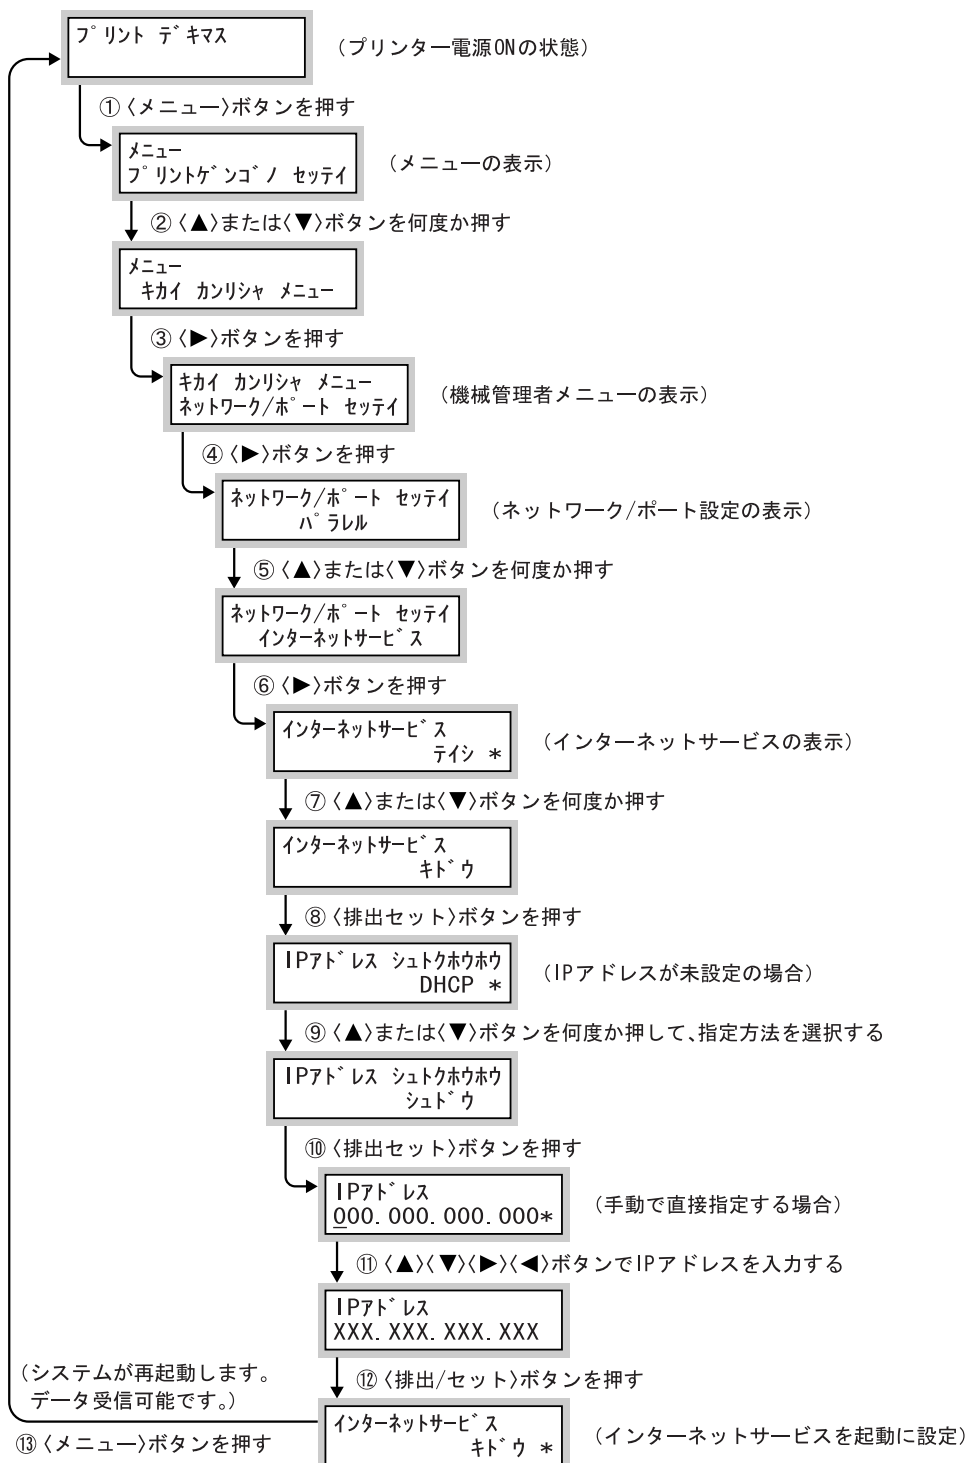 プリント デキマス
(プリンター電源ONの状態)
①〈メニュー〉ボタンを押す
メニュー
プリントゲンゴノ セッテイ
(メニューの表示)
②〈▲〉または〈▼〉ボタンを何度か押す
メニュー
キカイ カンリシャ メニュー
③〈▶〉ボタンを押す
キカイ カンリシャ メニュー
ネットワーク/ポート セッテイ
(機械管理者メニューの表示)
④〈▶〉ボタンを押す
ネットワーク/ポート セッテイ
パラレル
(ネットワーク/ポート設定の表示)
⑤〈▲〉または〈▼〉ボタンを何度か押す
ネットワーク/ポート セッテイ
インターネットサービス
⑥〈▶〉ボタンを押す
インターネットサービス
テイシ *
(インターネットサービスの表示)
⑦〈▲〉または〈▼〉ボタンを何度か押す
インターネットサービス
キドウ
⑧〈排出セット〉ボタンを押す
IPアドレス シュトクホウホウ
DHCP *
(IPアドレスが未設定の場合)
⑨〈▲〉または〈▼〉ボタンを何度か押して、指定方法を選択する
IPアドレス シュトクホウホウ
シュドウ
⑩〈排出セット〉ボタンを押す
IPアドレス
000.000.000.000*
(手動で直接指定する場合)
⑪〈▲〉〈▼〉〈▶〉〈◀〉ボタンでIPアドレスを入力する
IPアドレス
XXX.XXX.XXX.XXX
⑫〈排出/セット〉ボタンを押す
インターネットサービス
キドウ *
(インターネットサービスを起動に設定)
(システムが再起動します。
データ受信可能です。)
⑬〈メニュー〉ボタンを押す